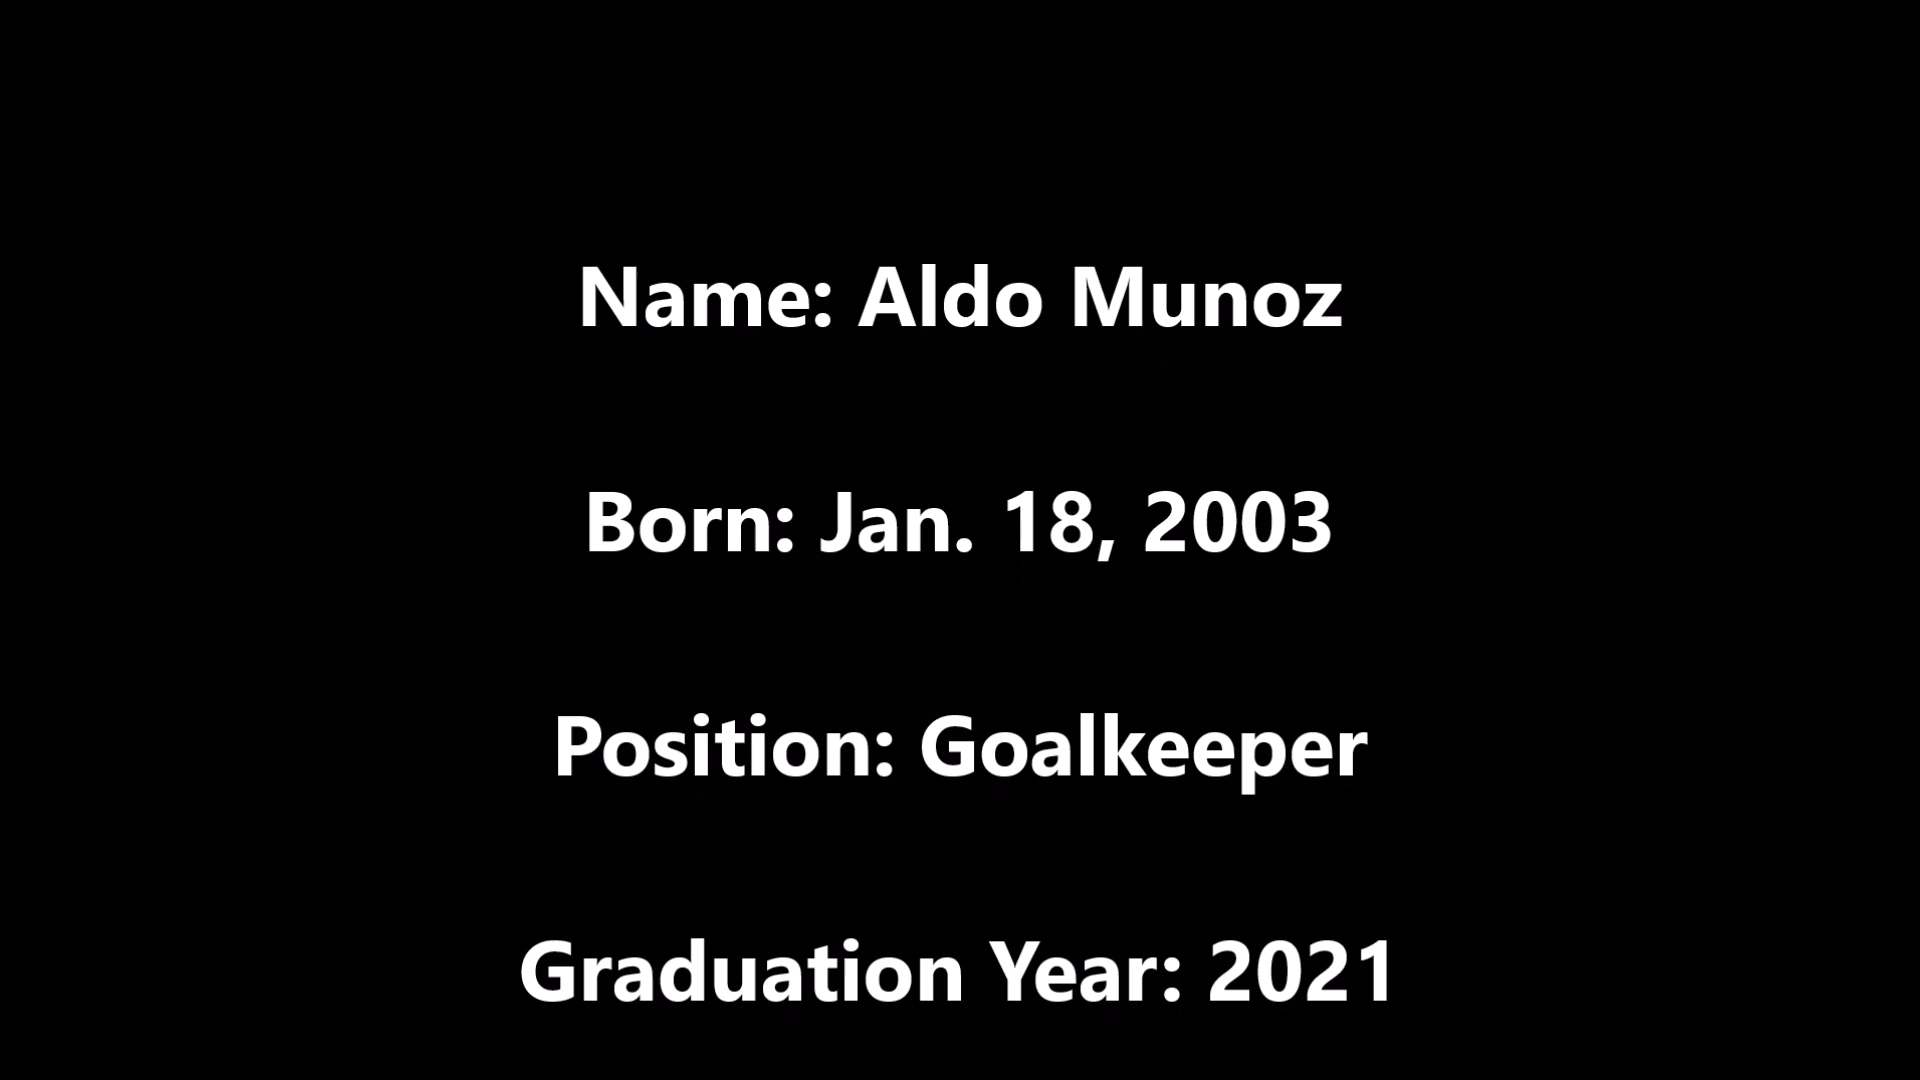 Name: Aldo Munoz
Born: Jan. 18, 2003
Position: Goalkeeper
Graduation Year: 2021